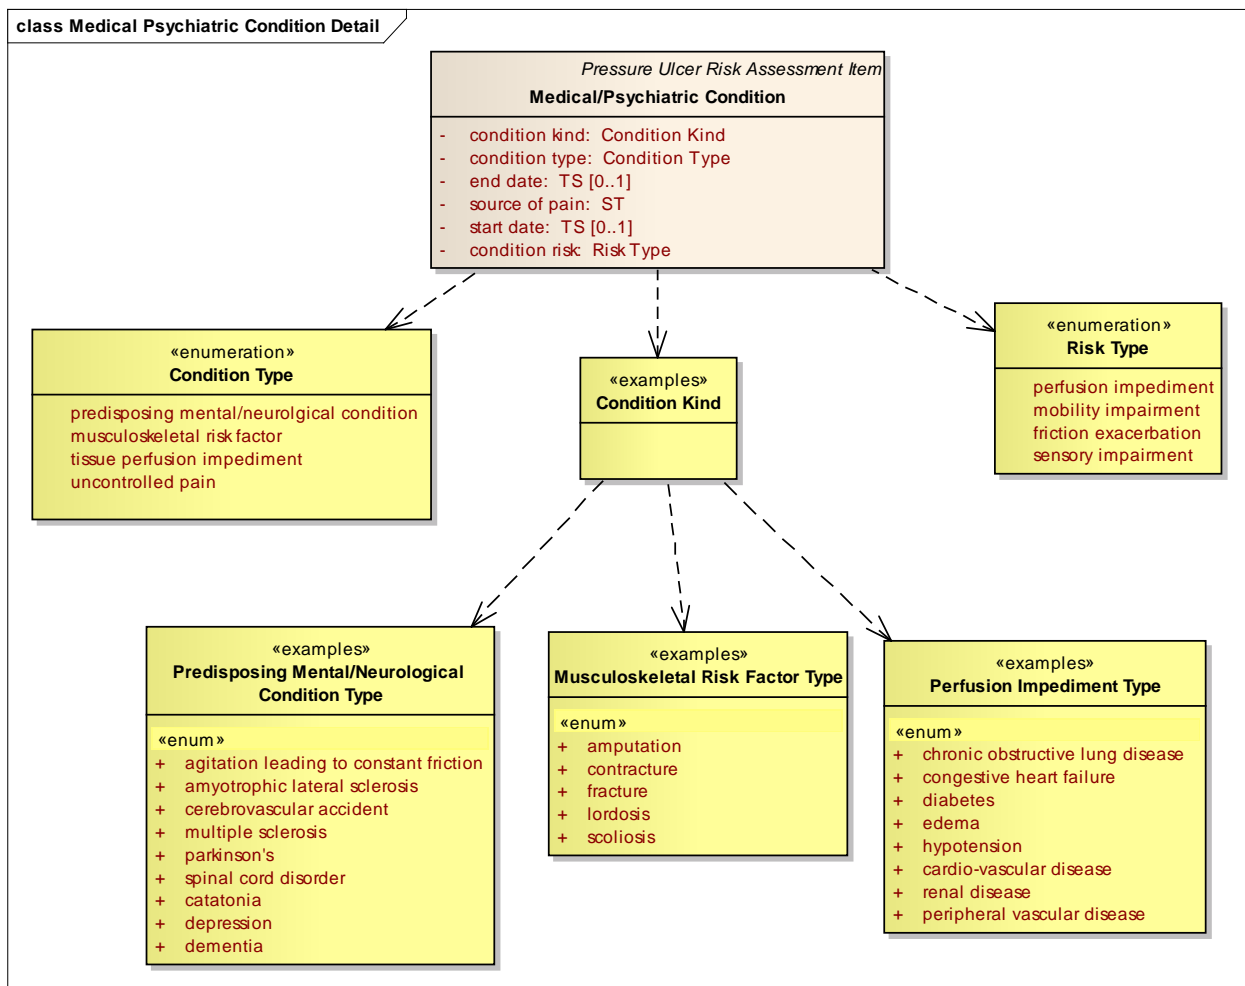 class Medical Psychiatric Condition Detail
Pressure Ulcer Risk Assessment Item
Medical/Psychiatric Condition
- condition kind: Condition Kind
- condition type: Condition Type
- end date: TS [0..1]
- source of pain: ST
- start date: TS [0..1]
- condition risk: Risk Type
«enumeration»
Condition Type
predisposing mental/neurolgical condition
musculoskeletal risk factor
tissue perfusion impediment
uncontrolled pain
«examples»
Condition Kind
«enumeration»
Risk Type
perfusion impediment
mobility impairment
friction exacerbation
sensory impairment
«examples»
Predisposing Mental/Neurological
Condition Type
«enum»
+ agitation leading to constant friction
+ amyotrophic lateral sclerosis
+ cerebrovascular accident
+ multiple sclerosis
+ parkinson's
+ spinal cord disorder
+ catatonia
+ depression
+ dementia
«examples»
Musculoskeletal Risk Factor Type
«enum»
+ amputation
+ contracture
+ fracture
+ lordosis
+ scoliosis
«examples»
Perfusion Impediment Type
«enum»
+ chronic obstructive lung disease
+ congestive heart failure
+ diabetes
+ edema
+ hypotension
+ cardio-vascular disease
+ renal disease
+ peripheral vascular disease